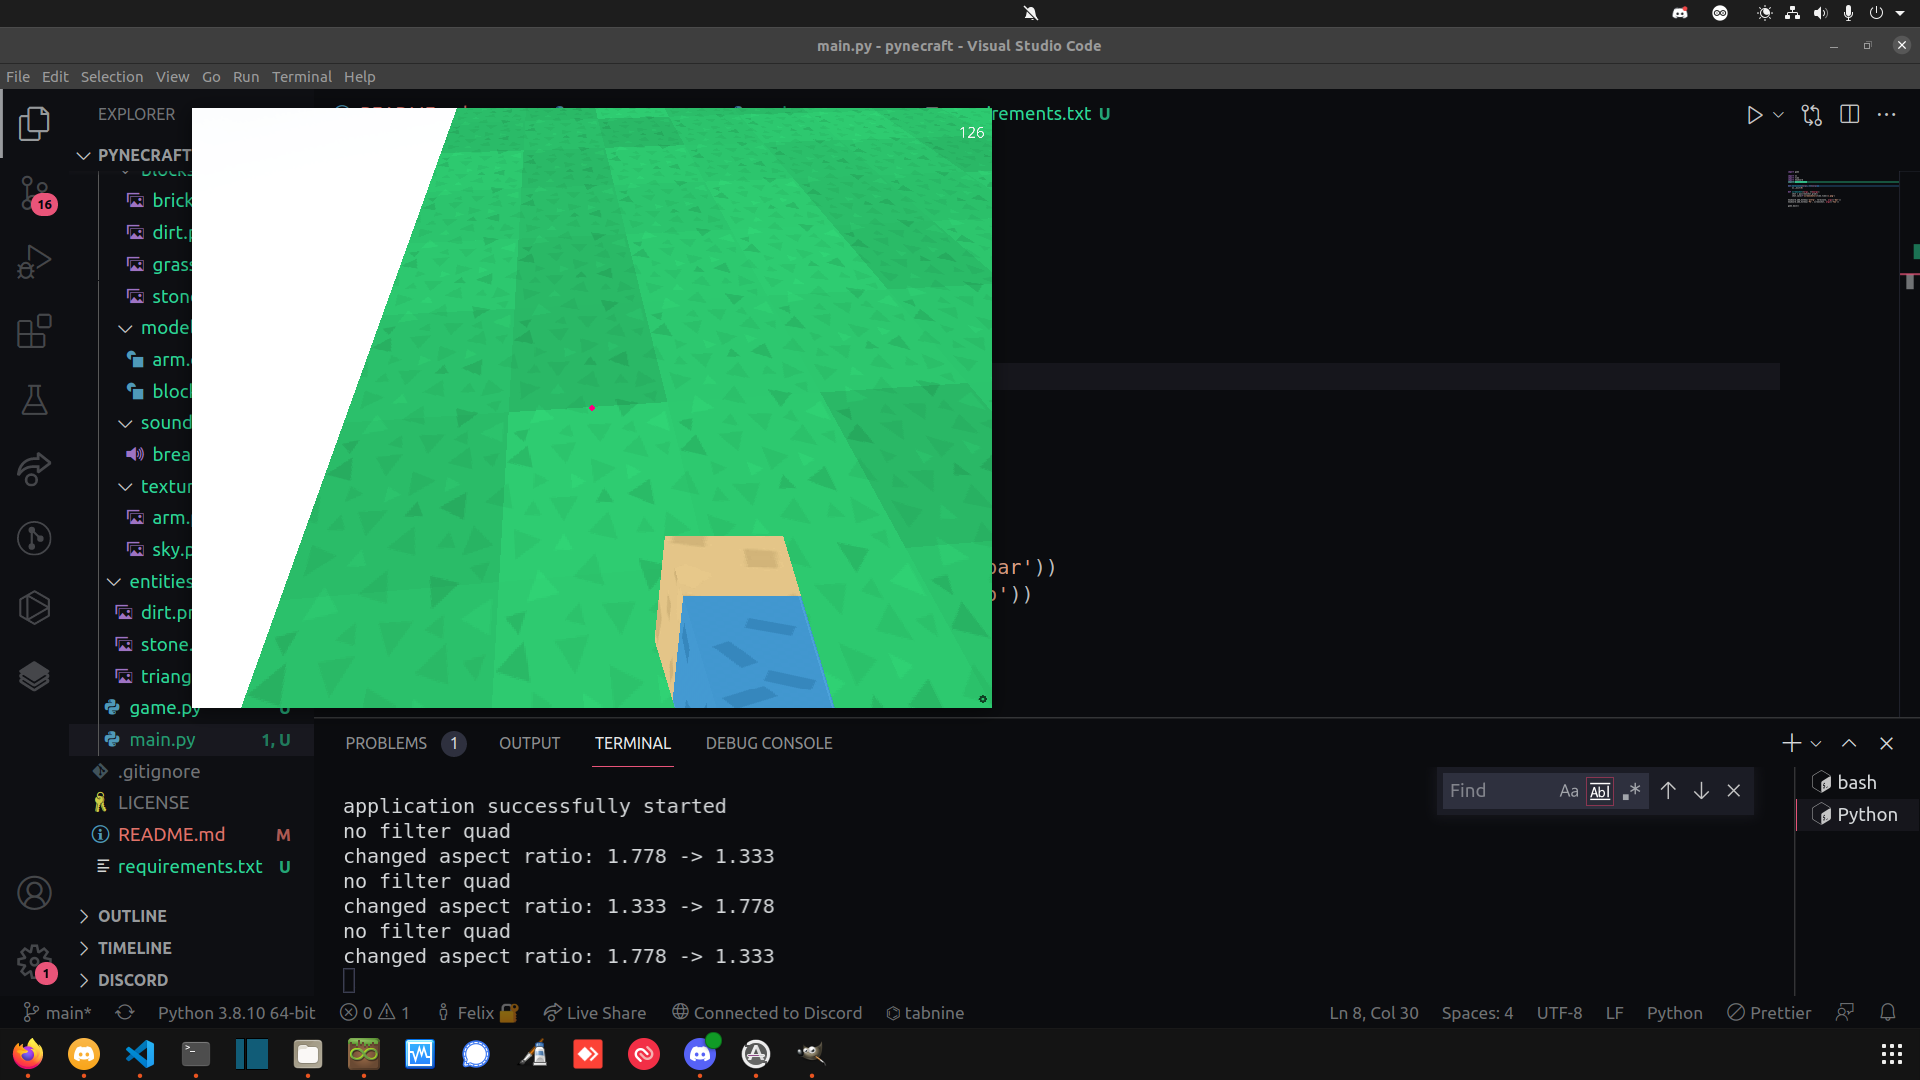 main.py - pynecraft - Visual Studio Code
File Edit Selection View Go Run Terminal Help
EXPLORER
rements.txt U
126
PYNECRAFT
brick
dirt.p
grass
stone
model
arm.
block
sound
brea
textur
arm.
sky.p
entities
dirt.pn
stone.
triang
game.py
main.py 1, U
.gitignore
LICENSE
README.md M
requirements.txt U
OUTLINE
TIMELINE
DISCORD
16
1
bar'))
'))
PROBLEMS 1 OUTPUT TERMINAL DEBUG CONSOLE
Find Aa Abl
bash
Python
application successfully started
no filter quad
changed aspect ratio: 1.778 -> 1.333
no filter quad
changed aspect ratio: 1.333 -> 1.778
no filter quad
changed aspect ratio: 1.778 -> 1.333
main* Python 3.8.10 64-bit 0 1 Felix Live Share Connected to Discord tabnine Ln 8, Col 30 Spaces: 4 UTF-8 LF Python Prettier